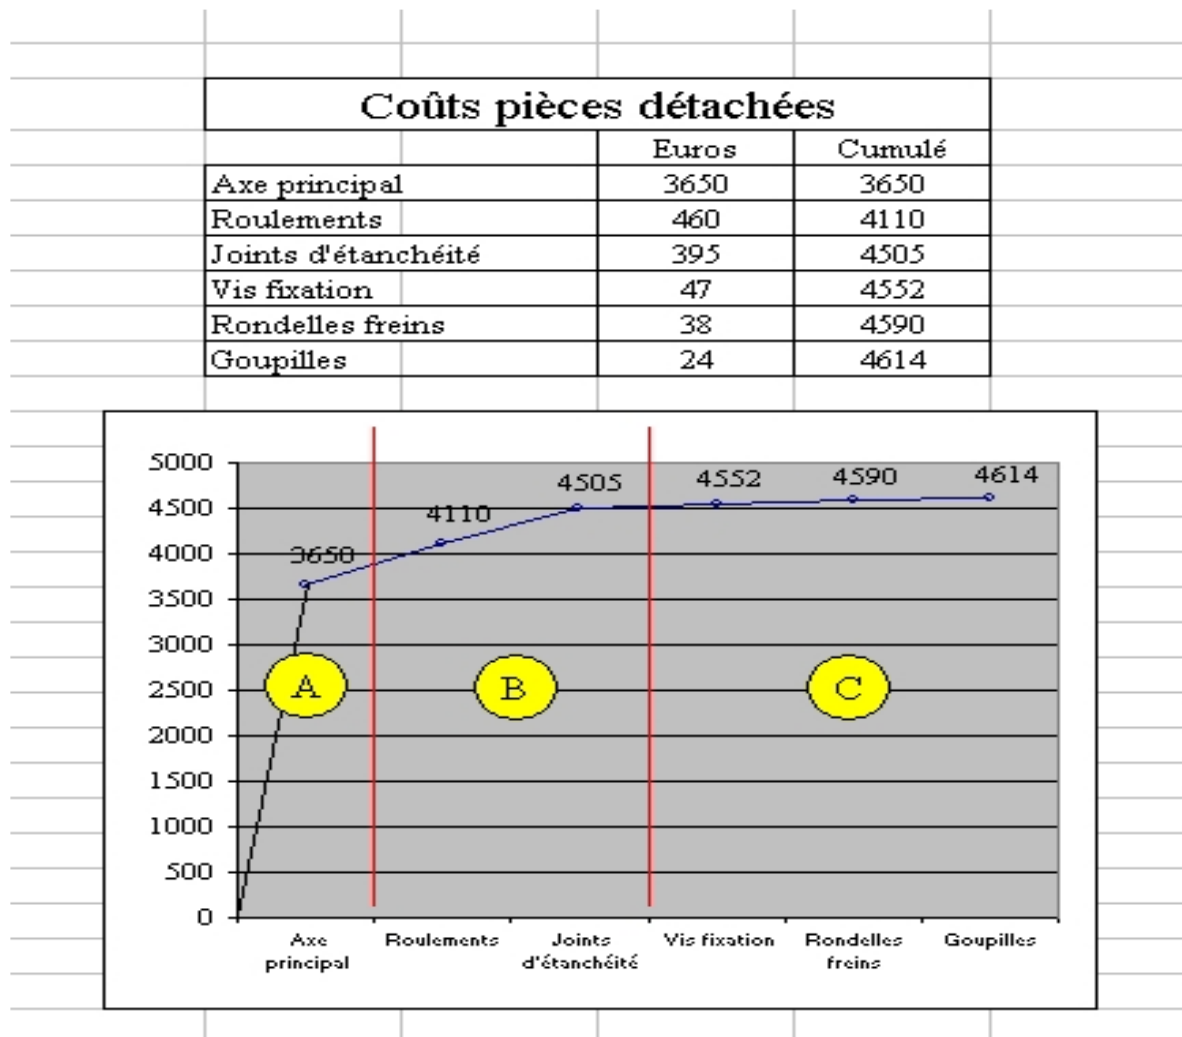 Coûts pièces détachées
Euros Cumulé
Axe principal 3650 3650
Roulements 460 4110
Joints d'étanchéité 395 4505
Vis fixation 47 4552
Rondelles freins 38 4590
Goupilles 24 4614
5000
4500
4000
3500
3000
2500
2000
1500
1000
500
0
3650
4110
4505
4552
4590
4614
A
B
C
Axe principal
Roulements
Joints d'étanchéité
Vis fixation
Rondelles freins
Goupilles